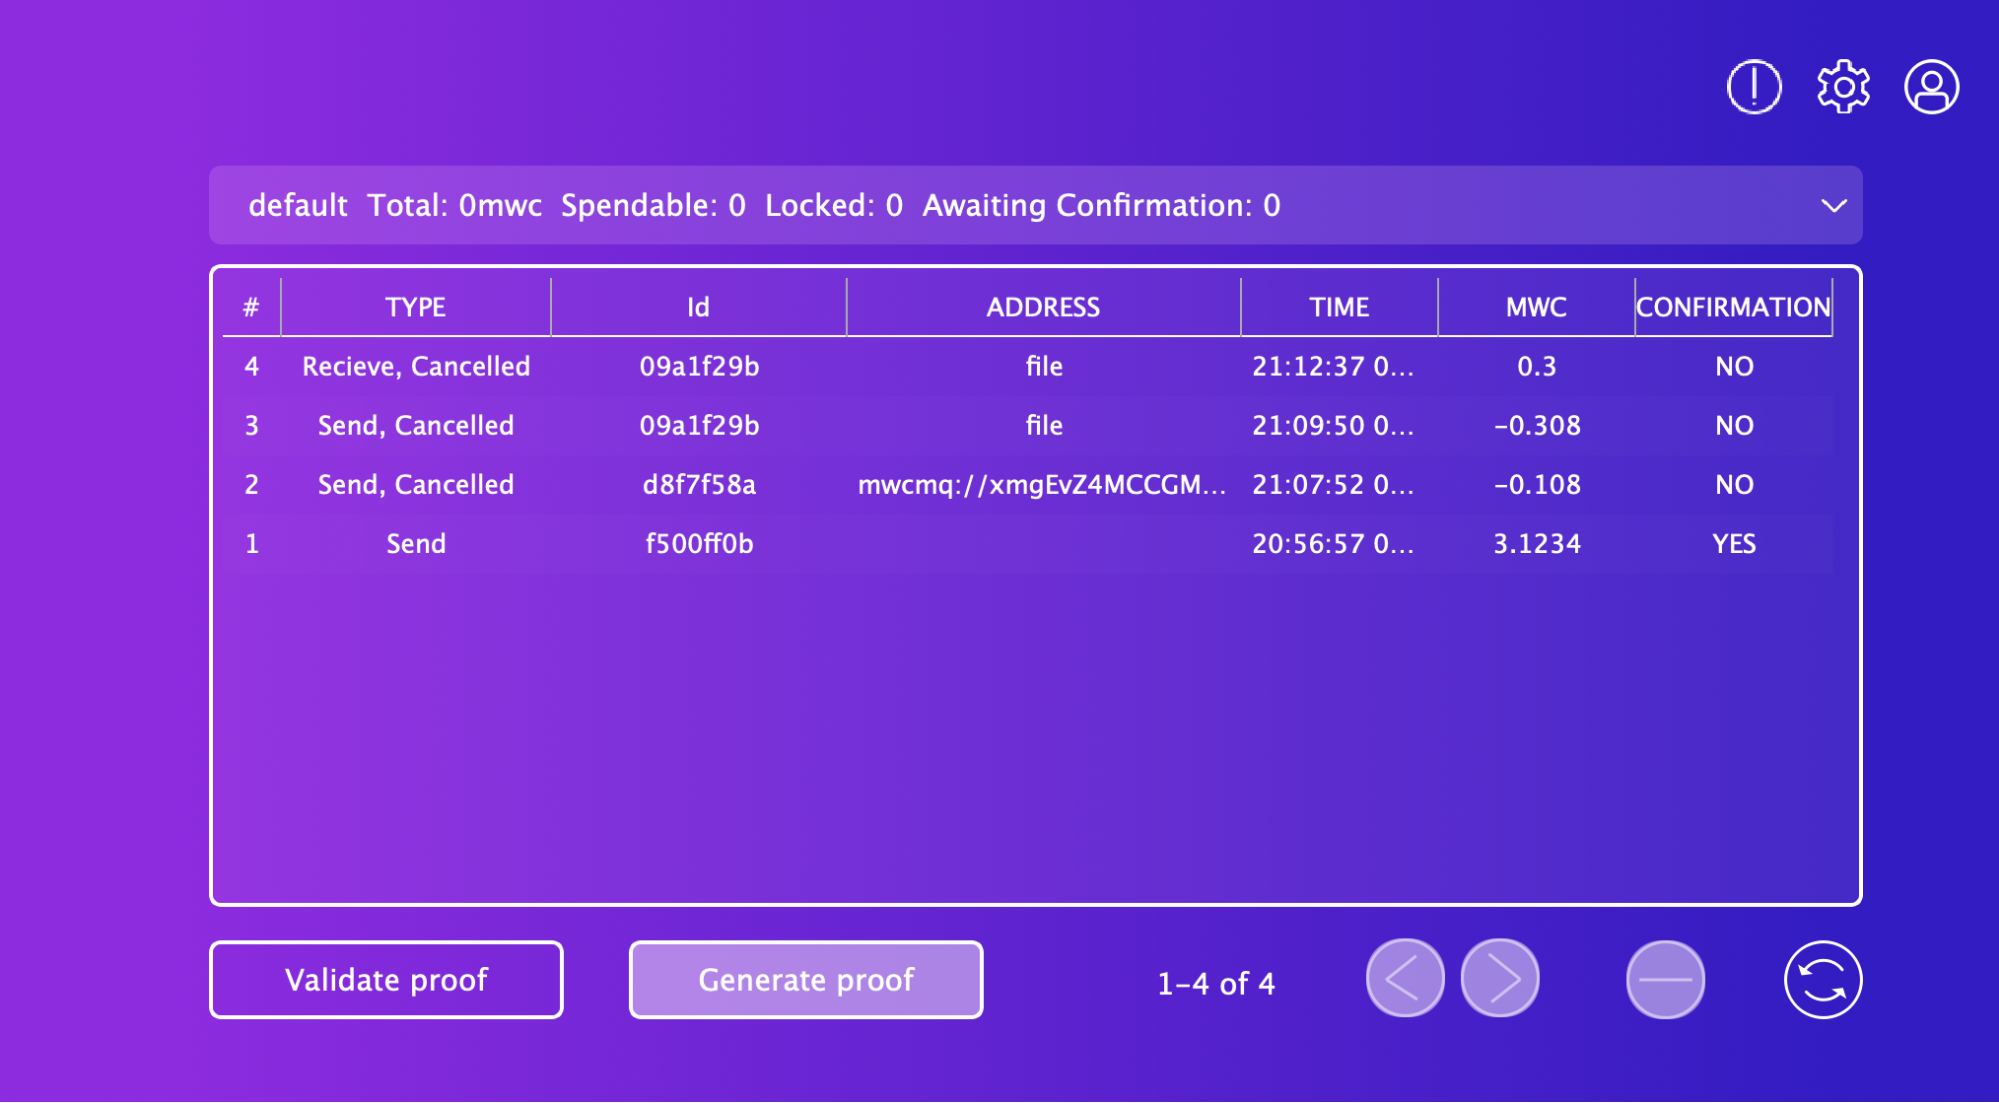 default Total: 0mwc Spendable: 0 Locked: 0 Awaiting Confirmation: 0
# TYPE Id ADDRESS TIME MWC CONFIRMATION
4 Recieve, Cancelled 09a1f29b file 21:12:37 0... 0.3 NO
3 Send, Cancelled 09a1f29b file 21:09:50 0... -0.308 NO
2 Send, Cancelled d8f7f58a mwcmq://xmgEvZ4MCCGM... 21:07:52 0... -0.108 NO
1 Send f500ff0b 20:56:57 0... 3.1234 YES
Validate proof Generate proof 1-4 of 4